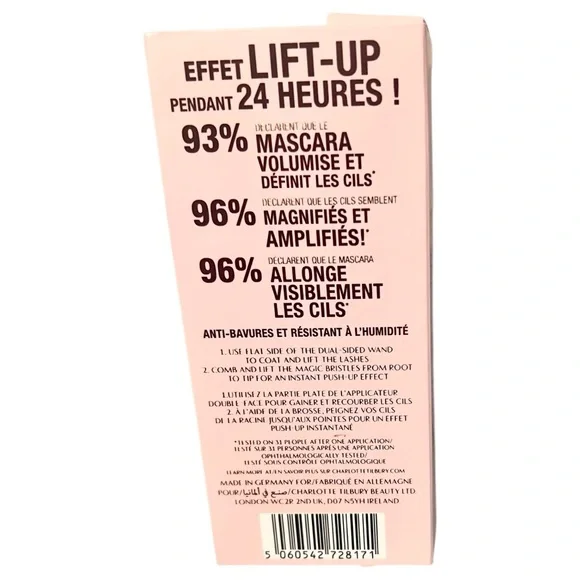 EFFET LIFT-UP
PENDANT 24 HEURES !
93% DÉCLARENT QUE LE
MASCARA
VOLUMISE ET
DÉFINIT LES CILS*
96% DÉCLARENT QUE LES CILS SEMBLENT
MAGNIFIÉS ET
AMPLIFIÉS!*
96% DÉCLARENT QUE LE MASCARA
ALLONGE
VISIBLEMENT
LES CILS*
ANTI-BAVURES ET RÉSISTANT À L'HUMIDITÉ
1. USE FLAT SIDE OF THE DUAL-SIDED WAND
TO COAT AND LIFT THE LASHES
2. COMB AND LIFT THE MAGIC BRISTLES FROM ROOT
TO TIP FOR AN INSTANT PUSH-UP EFFECT
1.UTILISEZ LA PARTIE PLATE DE L'APPLICATEUR
DOUBLE-FACE POUR GAINER ET RECOURBER LES CILS
2. À L'AIDE DE LA BROSSE, PEIGNEZ VOS CILS
DE LA RACINE JUSQU'AUX POINTES POUR UN EFFET
PUSH-UP INSTANTANÉ
*TESTED ON 31 PEOPLE AFTER ONE APPLICATION/
TESTÉ SUR 31 PERSONNES APRÈS UNE APPLICATION
OPHTHALMOLOGICALLY TESTED/
TESTÉ SOUS CONTRÔLE OPHTALMOLOGIQUE
LEARN MORE AT/EN SAVOIR PLUS SUR CHARLOTTETILBURY.COM
MADE IN GERMANY FOR/FABRIQUÉ EN ALLEMAGNE
POUR/صنع في ألمانيا/CHARLOTTE TILBURY BEAUTY LTD
LONDON WC2R 2ND UK, D07 N5YH IRELAND
5 060542 728171